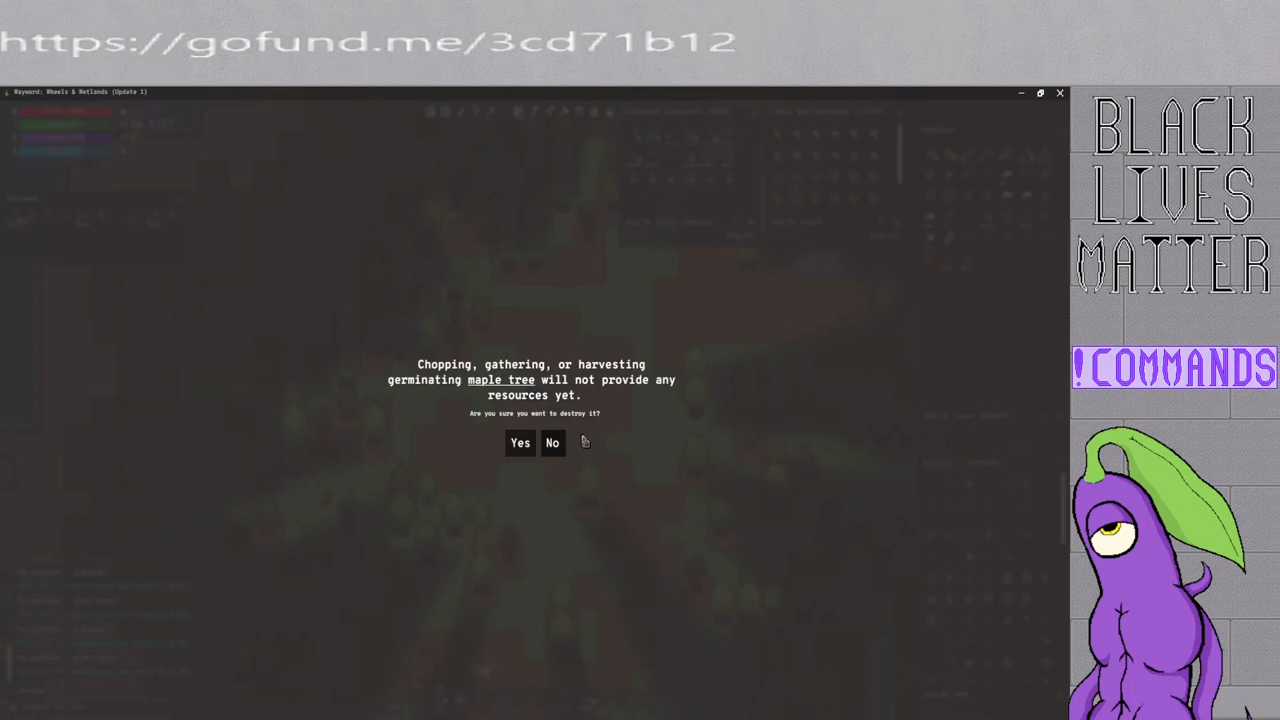 https://gofund.me/3cd71b12
Wayward: Wheels & Wetlands (Update 1)
BLACK
LIVES
MATTER
Chopping, gathering, or harvesting
germinating maple tree will not provide any
resources yet.
Are you sure you want to destroy it?
Yes No
!COMMANDS